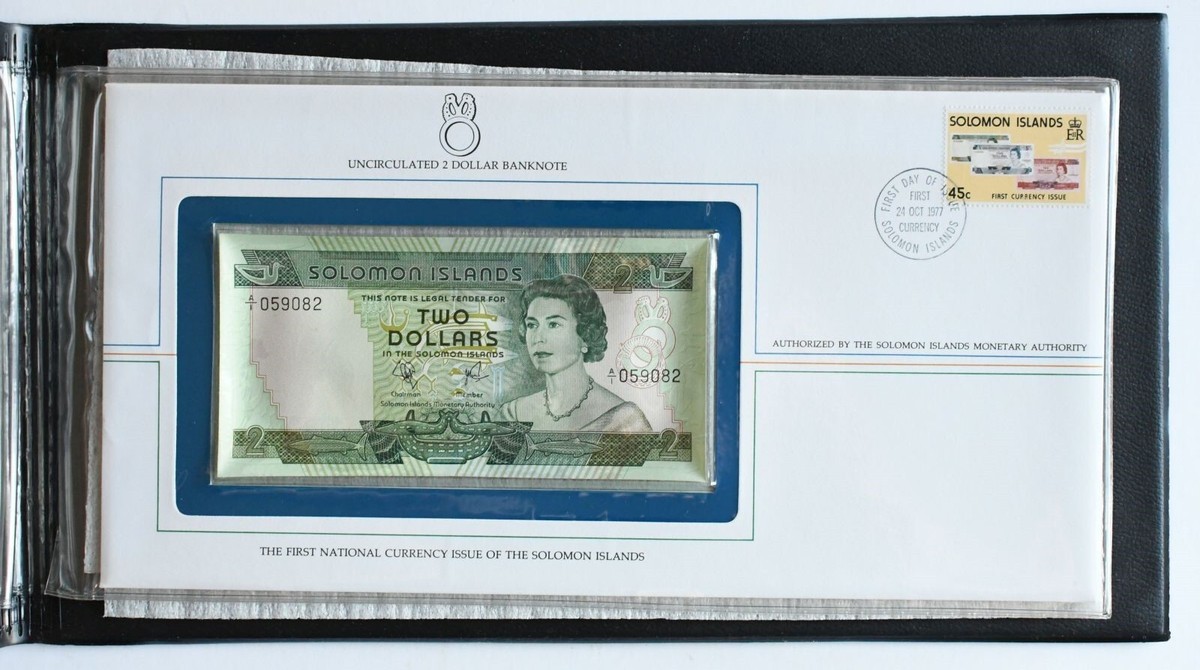 UNCIRCULATED 2 DOLLAR BANKNOTE
SOLOMON ISLANDS
E II R
45c
FIRST CURRENCY ISSUE
FIRST DAY OF ISSUE
FIRST
24 OCT 1977
CURRENCY
SOLOMON ISLANDS
SOLOMON ISLANDS
2
A/1 059082
THIS NOTE IS LEGAL TENDER FOR
TWO
DOLLARS
IN THE SOLOMON ISLANDS
Chairman Member
Solomon Islands Monetary Authority
A/1 059082
2
2
AUTHORIZED BY THE SOLOMON ISLANDS MONETARY AUTHORITY
THE FIRST NATIONAL CURRENCY ISSUE OF THE SOLOMON ISLANDS